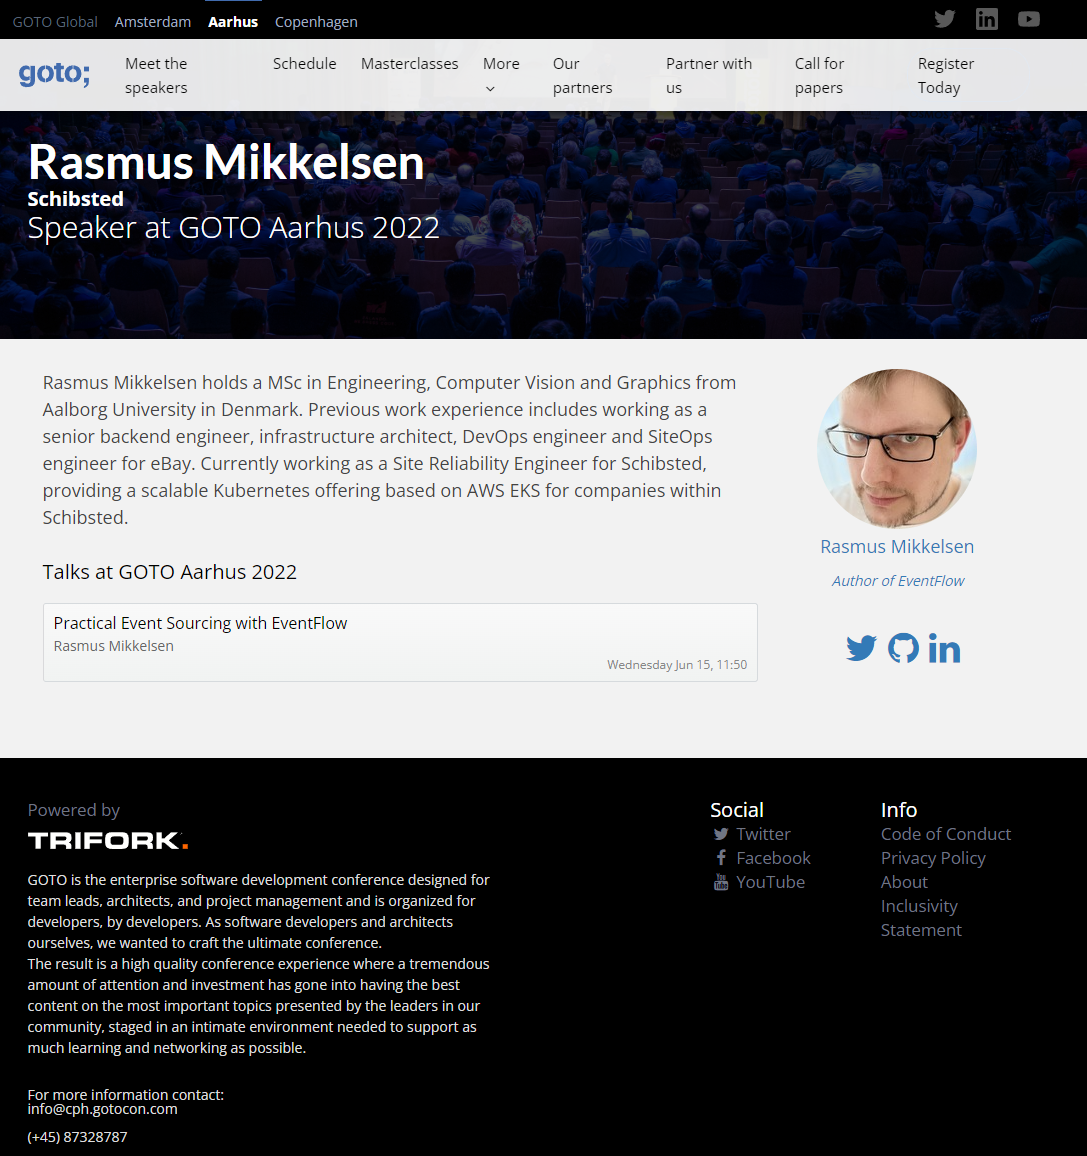 GOTO Global Amsterdam Aarhus Copenhagen
goto;
Meet the
speakers
Schedule
Masterclasses
More
Our
partners
Partner with
us
Call for
papers
Register
Today
Rasmus Mikkelsen
Schibsted
Speaker at GOTO Aarhus 2022
Rasmus Mikkelsen holds a MSc in Engineering, Computer Vision and Graphics from
Aalborg University in Denmark. Previous work experience includes working as a
senior backend engineer, infrastructure architect, DevOps engineer and SiteOps
engineer for eBay. Currently working as a Site Reliability Engineer for Schibsted,
providing a scalable Kubernetes offering based on AWS EKS for companies within
Schibsted.
Rasmus Mikkelsen
Author of EventFlow
Talks at GOTO Aarhus 2022
Practical Event Sourcing with EventFlow
Rasmus Mikkelsen
Wednesday Jun 15, 11:50
Powered by
TRIFORK.
GOTO is the enterprise software development conference designed for
team leads, architects, and project management and is organized for
developers, by developers. As software developers and architects
ourselves, we wanted to craft the ultimate conference.
The result is a high quality conference experience where a tremendous
amount of attention and investment has gone into having the best
content on the most important topics presented by the leaders in our
community, staged in an intimate environment needed to support as
much learning and networking as possible.
For more information contact:
info@cph.gotocon.com
(+45) 87328787
Social
Twitter
Facebook
YouTube
Info
Code of Conduct
Privacy Policy
About
Inclusivity
Statement